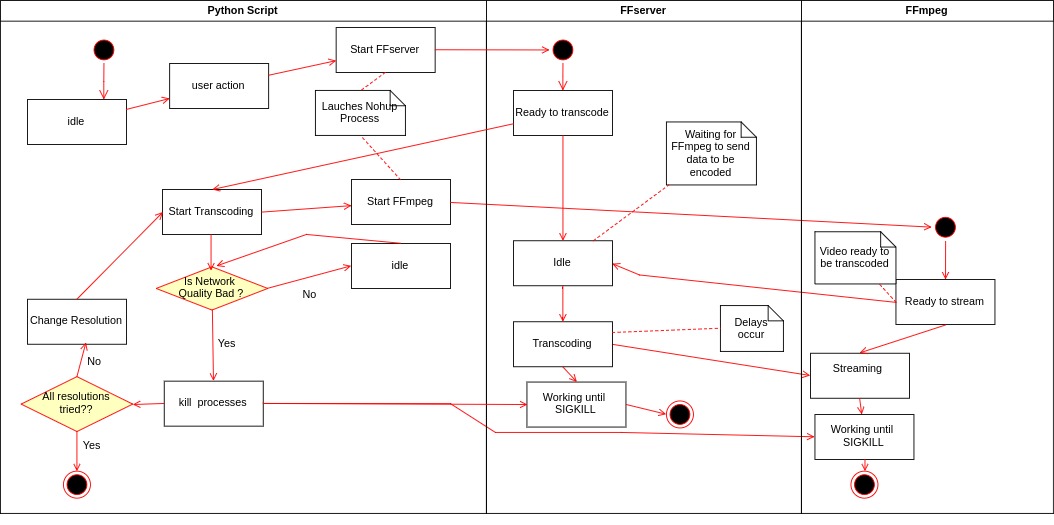 Python Script
FFserver
FFmpeg
Start FFserver
user action
idle
Lauches Nohup
Process
Ready to transcode
Waiting for
FFmpeg to send
data to be
encoded
Start Transcoding
Start FFmpeg
Video ready to
be transcoded
idle
Idle
Is Network
Quality Bad ?
No
Ready to stream
Change Resolution
Yes
Transcoding
Delays
occur
No
Streaming
All resolutions
tried??
kill processes
Working until
SIGKILL
Working until
SIGKILL
Yes